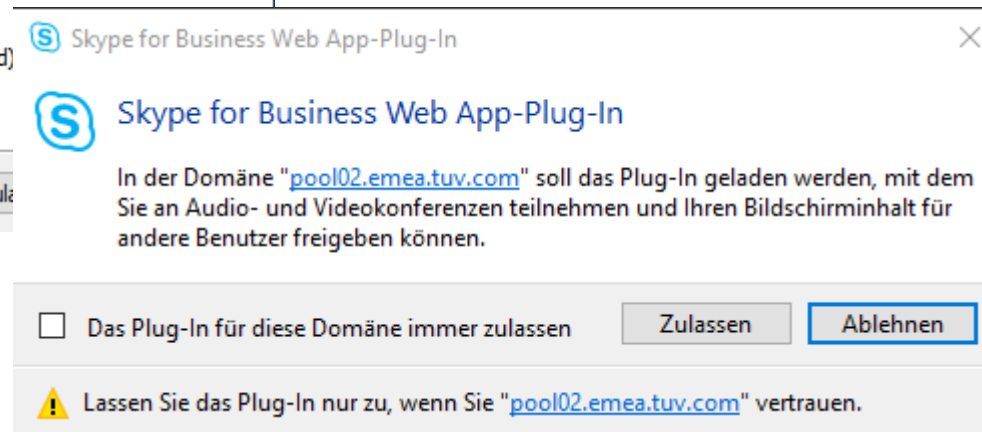 Skype for Business Web App-Plug-In
Skype for Business Web App-Plug-In
In der Domäne "pool02.emea.tuv.com" soll das Plug-In geladen werden, mit dem
Sie an Audio- und Videokonferenzen teilnehmen und Ihren Bildschirminhalt für
andere Benutzer freigeben können.
Das Plug-In für diese Domäne immer zulassen
Zulassen
Ablehnen
Lassen Sie das Plug-In nur zu, wenn Sie "pool02.emea.tuv.com" vertrauen.